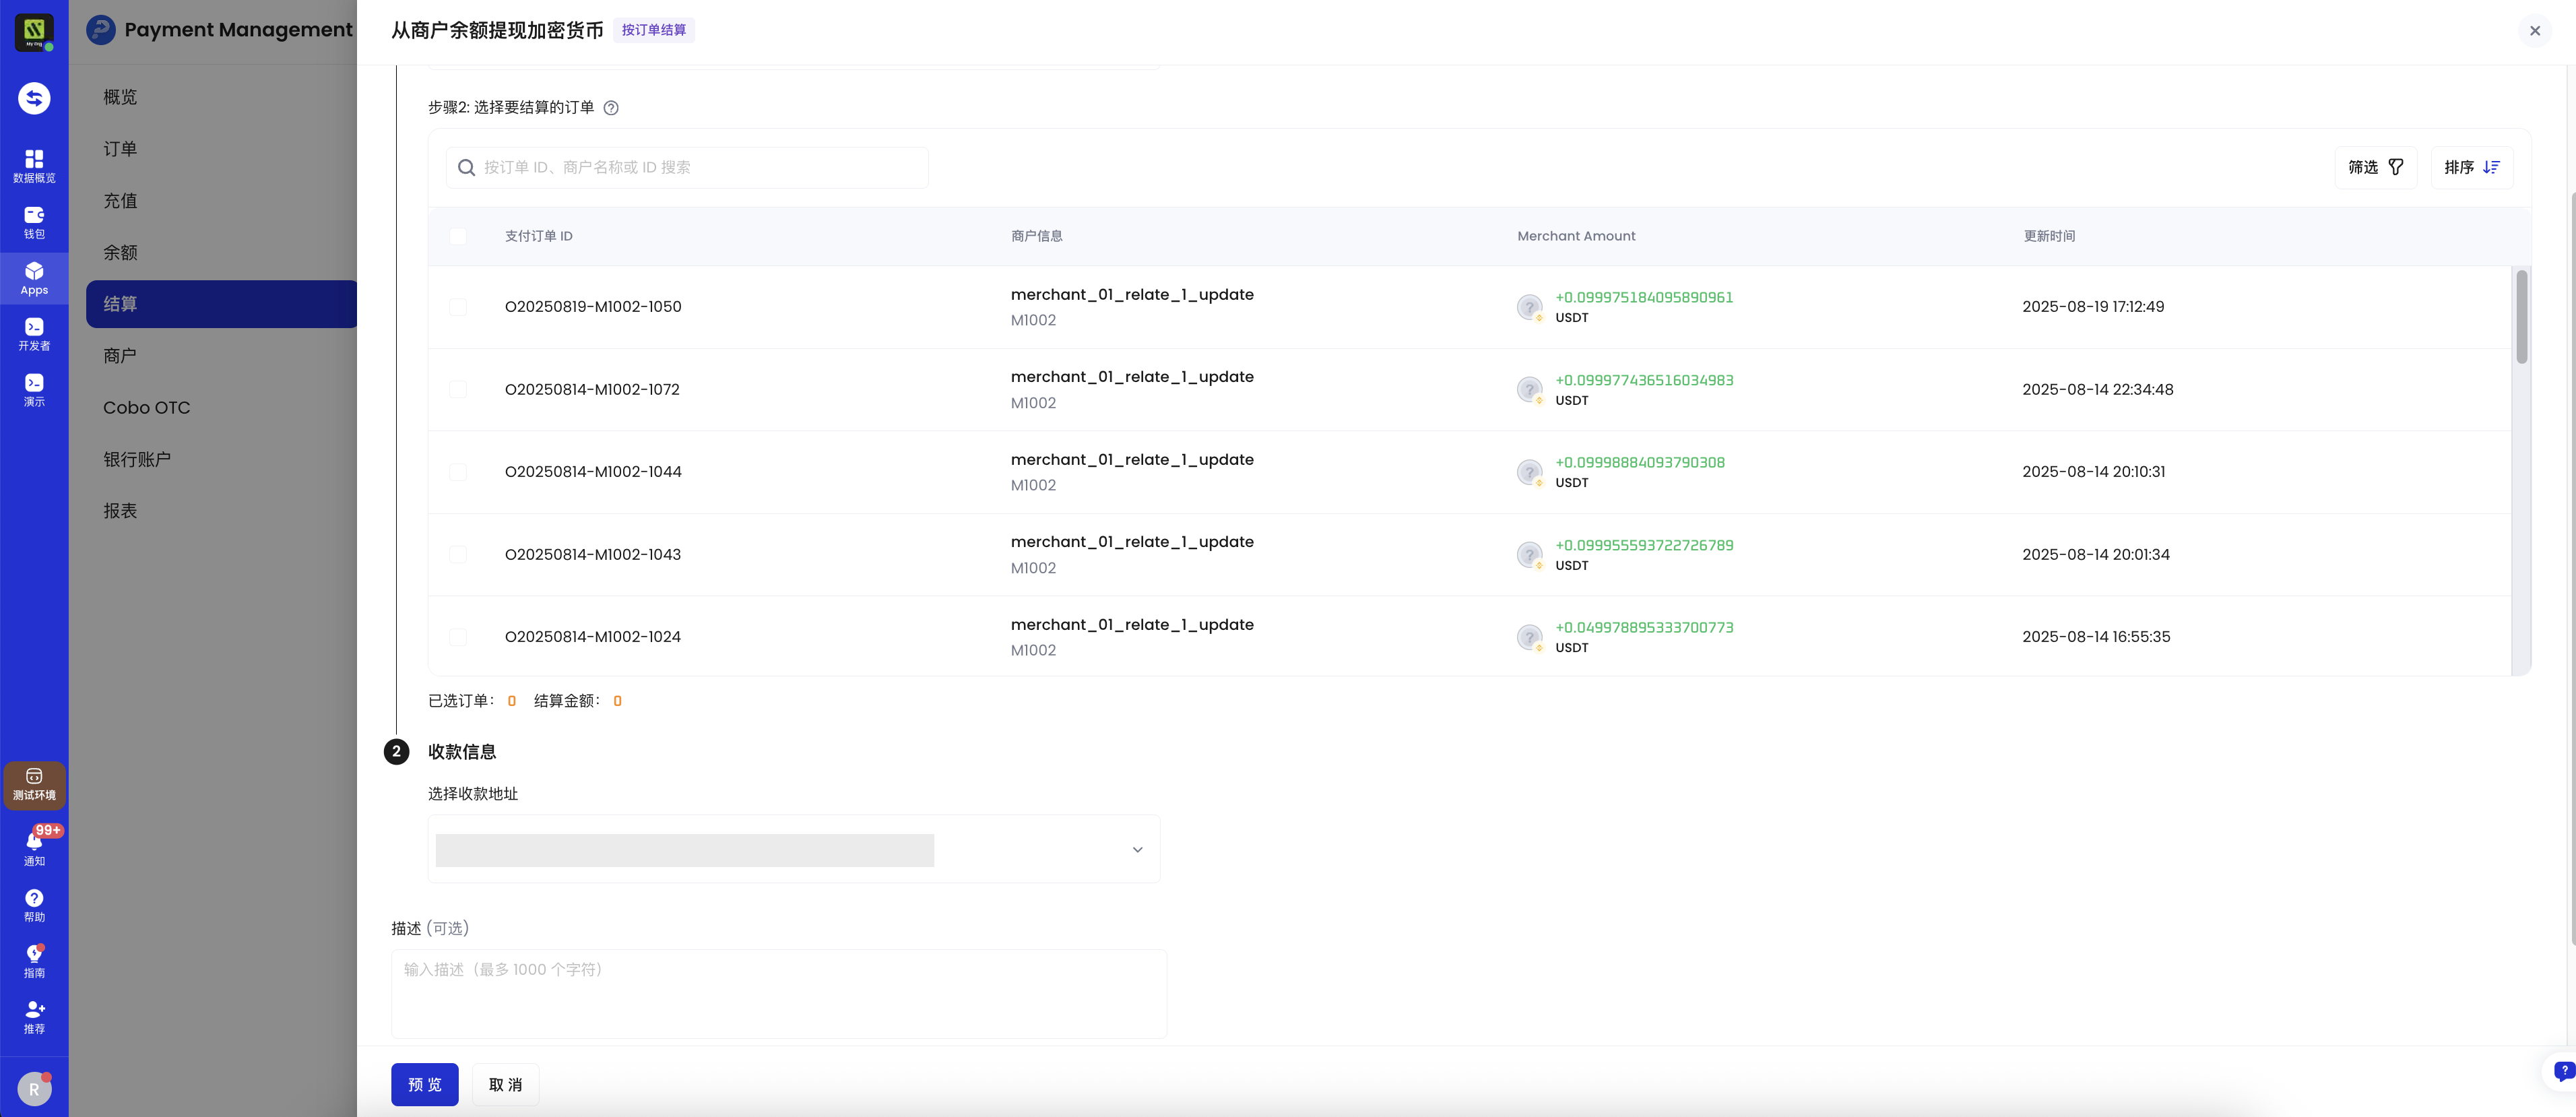 My Org
数据概览
钱包
Apps
开发者
演示
测试环境
99+
通知
帮助
指南
推荐
R
Payment Management
概览
订单
充值
余额
结算
商户
Cobo OTC
银行账户
报表
从商户余额提现加密货币 按订单结算
步骤2: 选择要结算的订单 ?
按订单 ID、商户名称或 ID 搜索
筛选
排序
支付订单 ID 商户信息 Merchant Amount 更新时间
O20250819-M1002-1050 merchant_01_relate_1_update M1002 +0.099975184095890961 USDT 2025-08-19 17:12:49
O20250814-M1002-1072 merchant_01_relate_1_update M1002 +0.099977436516034983 USDT 2025-08-14 22:34:48
O20250814-M1002-1044 merchant_01_relate_1_update M1002 +0.09998884093790308 USDT 2025-08-14 20:10:31
O20250814-M1002-1043 merchant_01_relate_1_update M1002 +0.099955593722726789 USDT 2025-08-14 20:01:34
O20250814-M1002-1024 merchant_01_relate_1_update M1002 +0.049978895333700773 USDT 2025-08-14 16:55:35
已选订单: 0 结算金额: 0
2 收款信息
选择收款地址
描述 (可选)
输入描述（最多 1000 个字符）
预览 取消